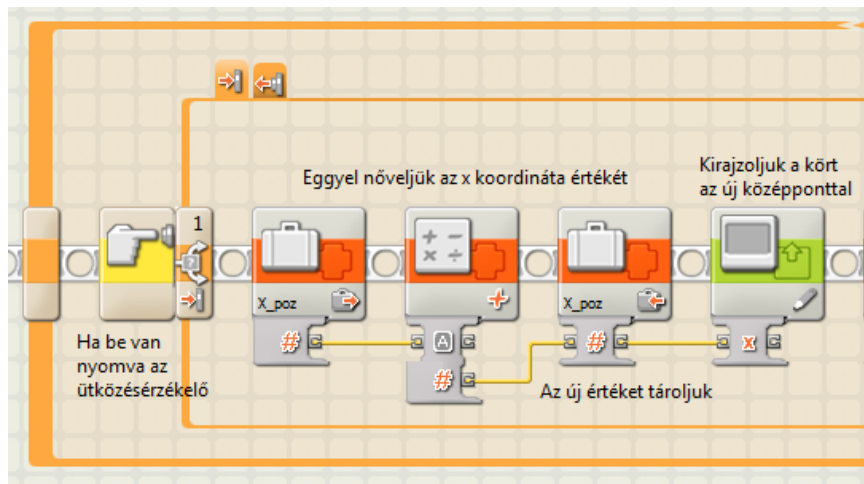 Eggyel növeljük az x koordináta értékét
Kirajzoljuk a kört
az új középponttal
1
X_poz
X_poz
A
x
#
#
#
Ha be van
nyomva az
ütközésérzékelő
Az új értéket tároljuk